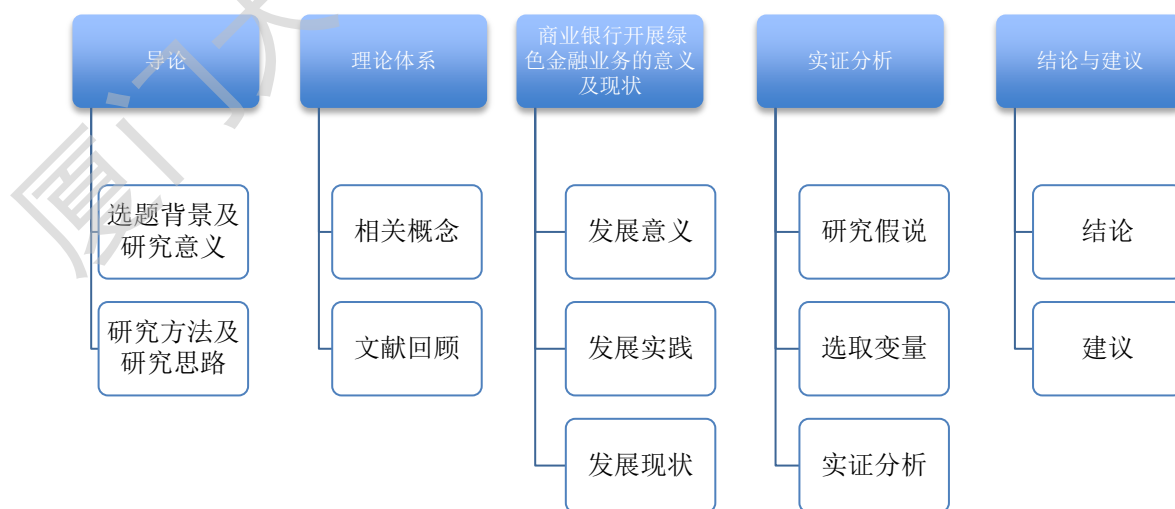 导论
选题背景及
研究意义
研究方法及
研究思路
理论体系
相关概念
文献回顾
商业银行开展绿
色金融业务的意义
及现状
发展意义
发展实践
发展现状
实证分析
研究假说
选取变量
实证分析
结论与建议
结论
建议
厦门大